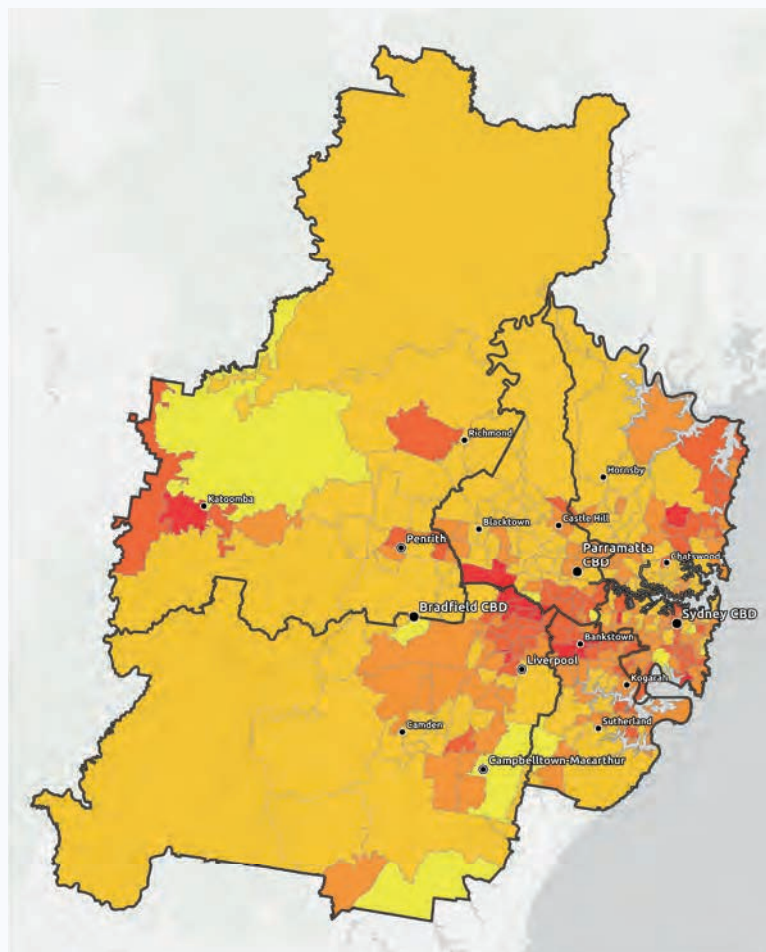 Richmond
Hornsby
Katoomba
Castle Hill
Blacktown
Penrith
Parramatta
CBD
Chatswood
Bradfield CBD
Sydney CBD
Bankstown
Liverpool
Kogarah
Camden
Sutherland
Campbelltown-Macarthur